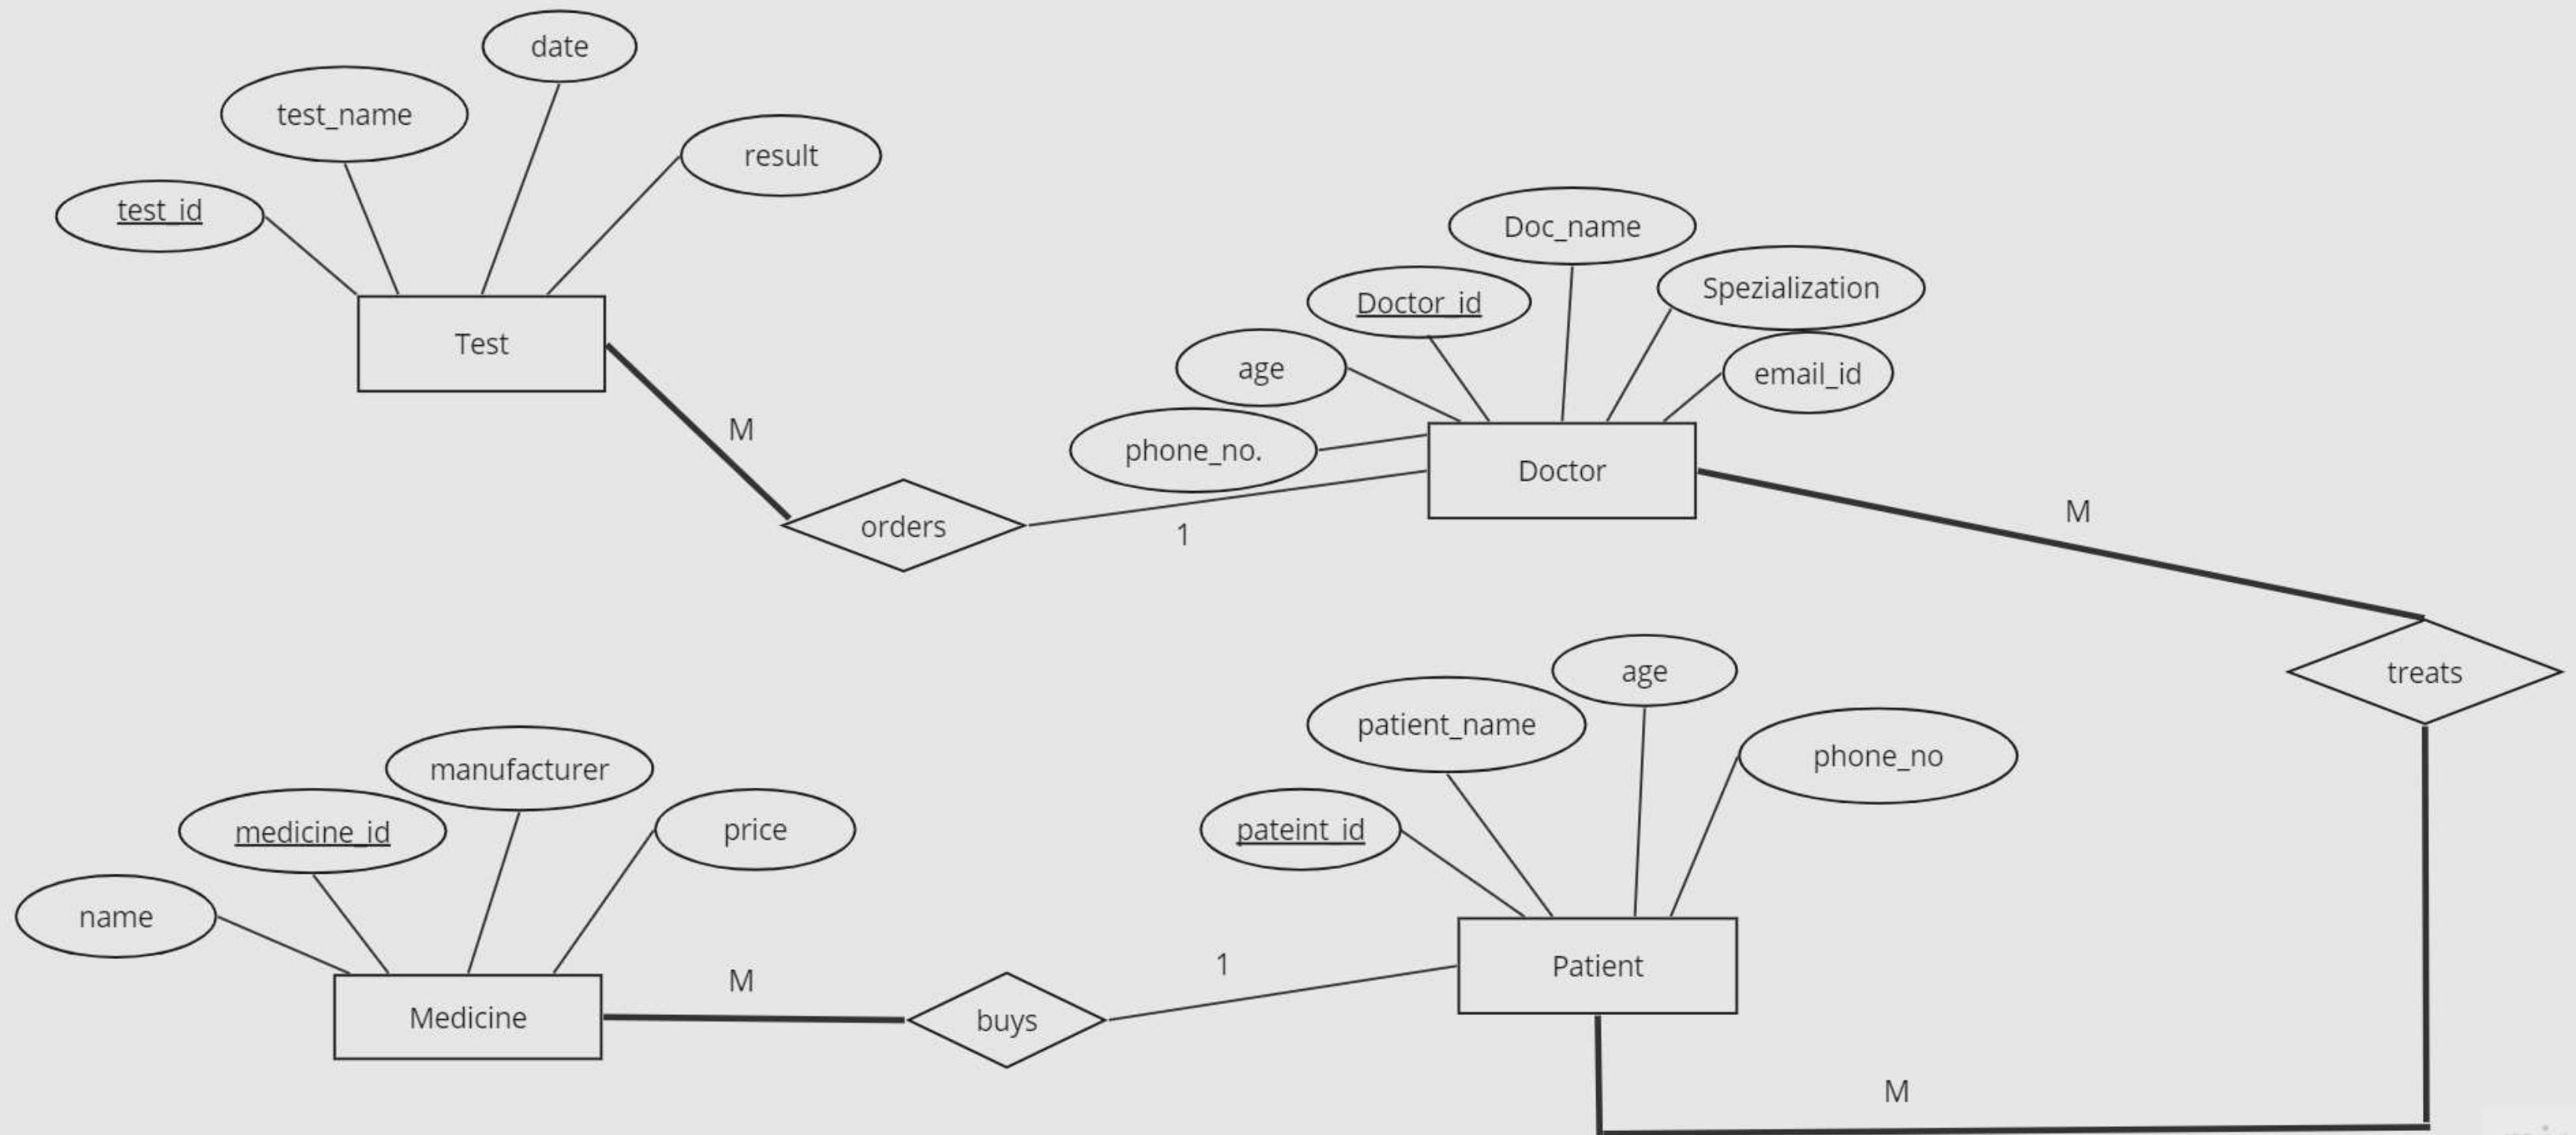 date
test_name
result
test_id
Doc_name
Spezialization
Doctor_id
Test
age
email_id
M
phone_no.
Doctor
M
orders
1
age
treats
patient_name
phone_no
manufacturer
medicine_id
price
pateint_id
name
1
Patient
M
Medicine
buys
M